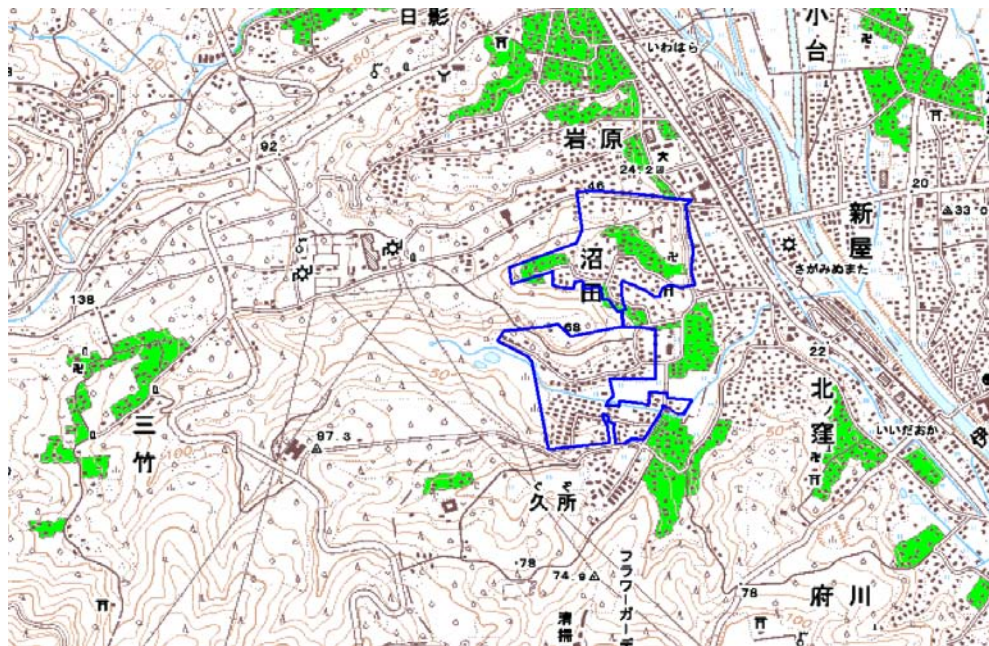 日影
小台
いわはら
岩原
92
24.2
46
20
33.0
新屋
沼田
さがみぬまた
138
68
22
北ノ窪
いいだおか
三竹
97.3
くぞ
久所
78
74.9
フラワーガーデ
清掃
78
府川